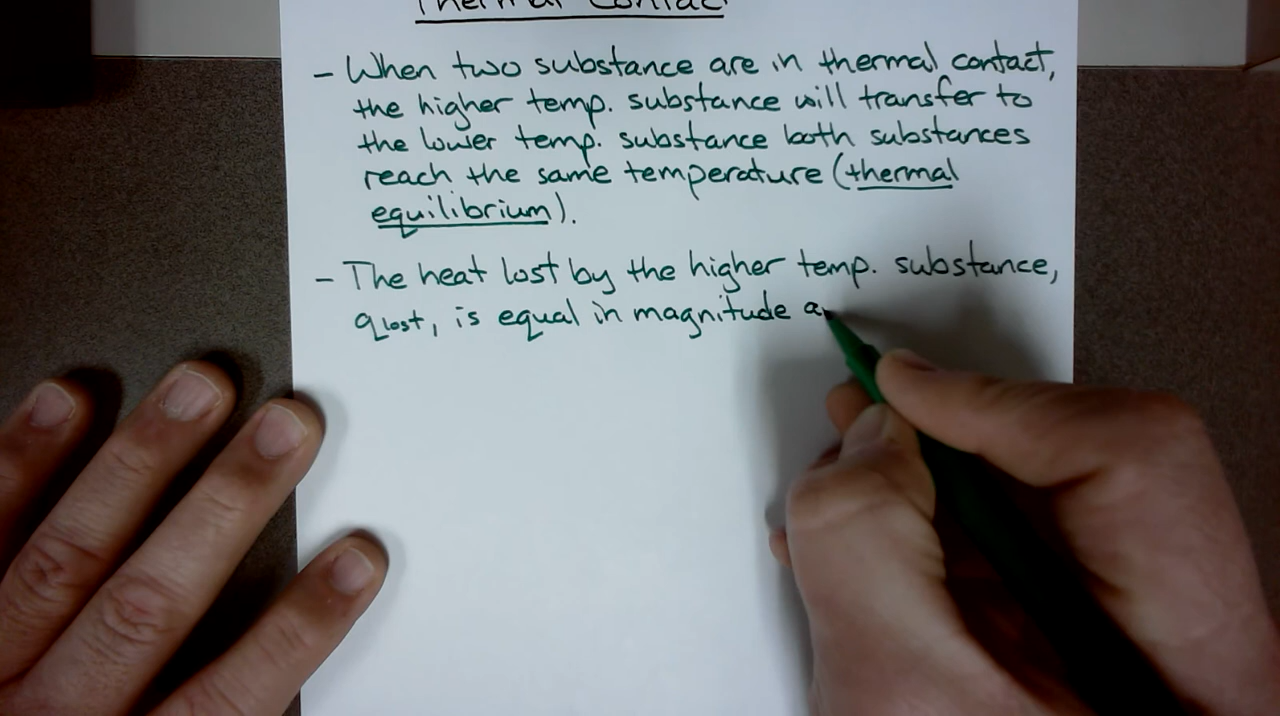 Thermal Contact
- When two substance are in thermal contact,
the higher temp. substance will transfer to
the lower temp. substance both substances
reach the same temperature (thermal
equilibrium).
- The heat lost by the higher temp. substance,
qlost, is equal in magnitude a